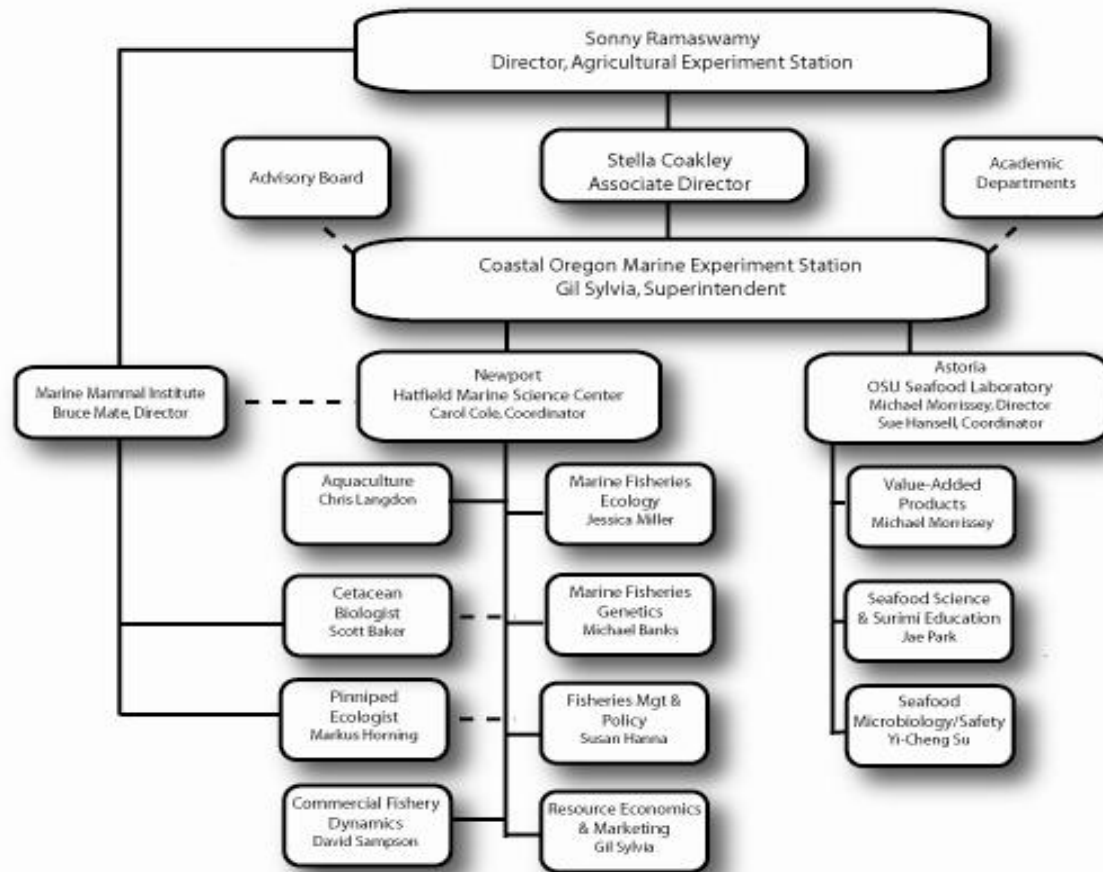 Sonny Ramaswamy
Director, Agricultural Experiment Station
Advisory Board
Stella Coakley
Associate Director
Academic
Departments
Coastal Oregon Marine Experiment Station
Gil Sylvia, Superintendent
Marine Mammal Institute
Bruce Mate, Director
Newport
Hatfield Marine Science Center
Carol Cole, Coordinator
Astoria
OSU Seafood Laboratory
Michael Morrissey, Director
Sue Hansell, Coordinator
Aquaculture
Chris Langdon
Marine Fisheries
Ecology
Jessica Miller
Value-Added
Products
Michael Morrissey
Cetacean
Biologist
Scott Baker
Marine Fisheries
Genetics
Michael Banks
Seafood Science
& Surimi Education
Jae Park
Pinniped
Ecologist
Markus Horning
Fisheries Mgt &
Policy
Susan Hanna
Seafood
Microbiology/Safety
Yi-Cheng Su
Commercial Fishery
Dynamics
David Sampson
Resource Economics
& Marketing
Gil Sylvia